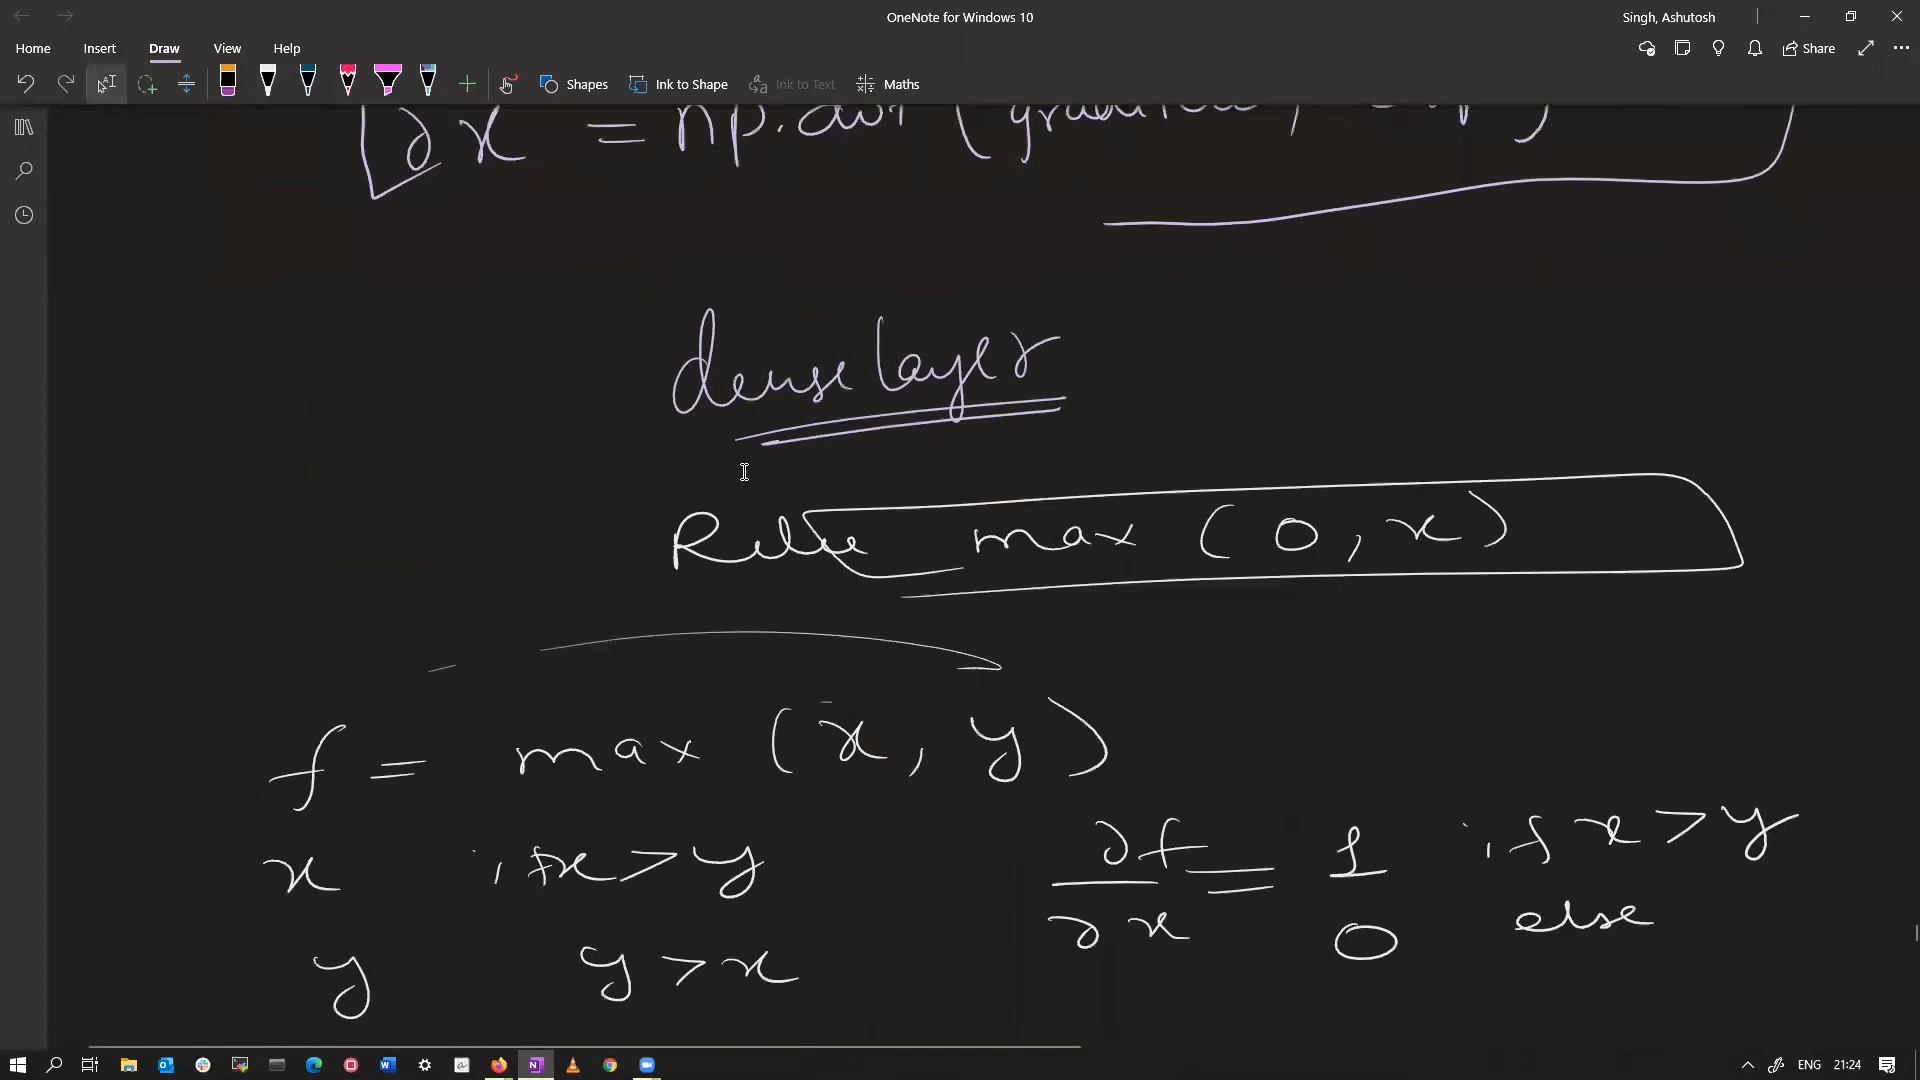 OneNote for Windows 10
Singh, Ashutosh
Home Insert Draw View Help
Share
Shapes Ink to Shape Ink to Text Maths
∂x = np.dot (
dense layer
Relu max (0, x)
f = max (x, y)
x if x > y
∂f/∂x = 1 if x > y
0 else
y y > x
ENG 21:24